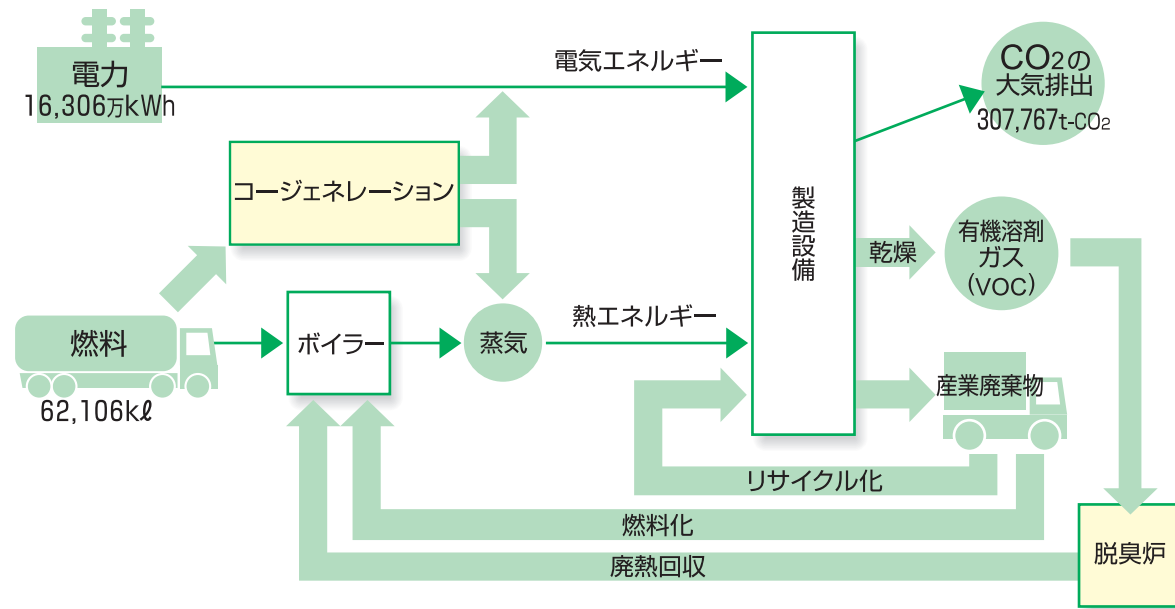 電力
16,306万kWh
電気エネルギー
CO2の
大気排出
307,767t-CO2
コージェネレーション
製造設備
乾燥
有機溶剤
ガス
(VOC)
燃料
62,106kℓ
ボイラー
蒸気
熱エネルギー
産業廃棄物
リサイクル化
燃料化
廃熱回収
脱臭炉